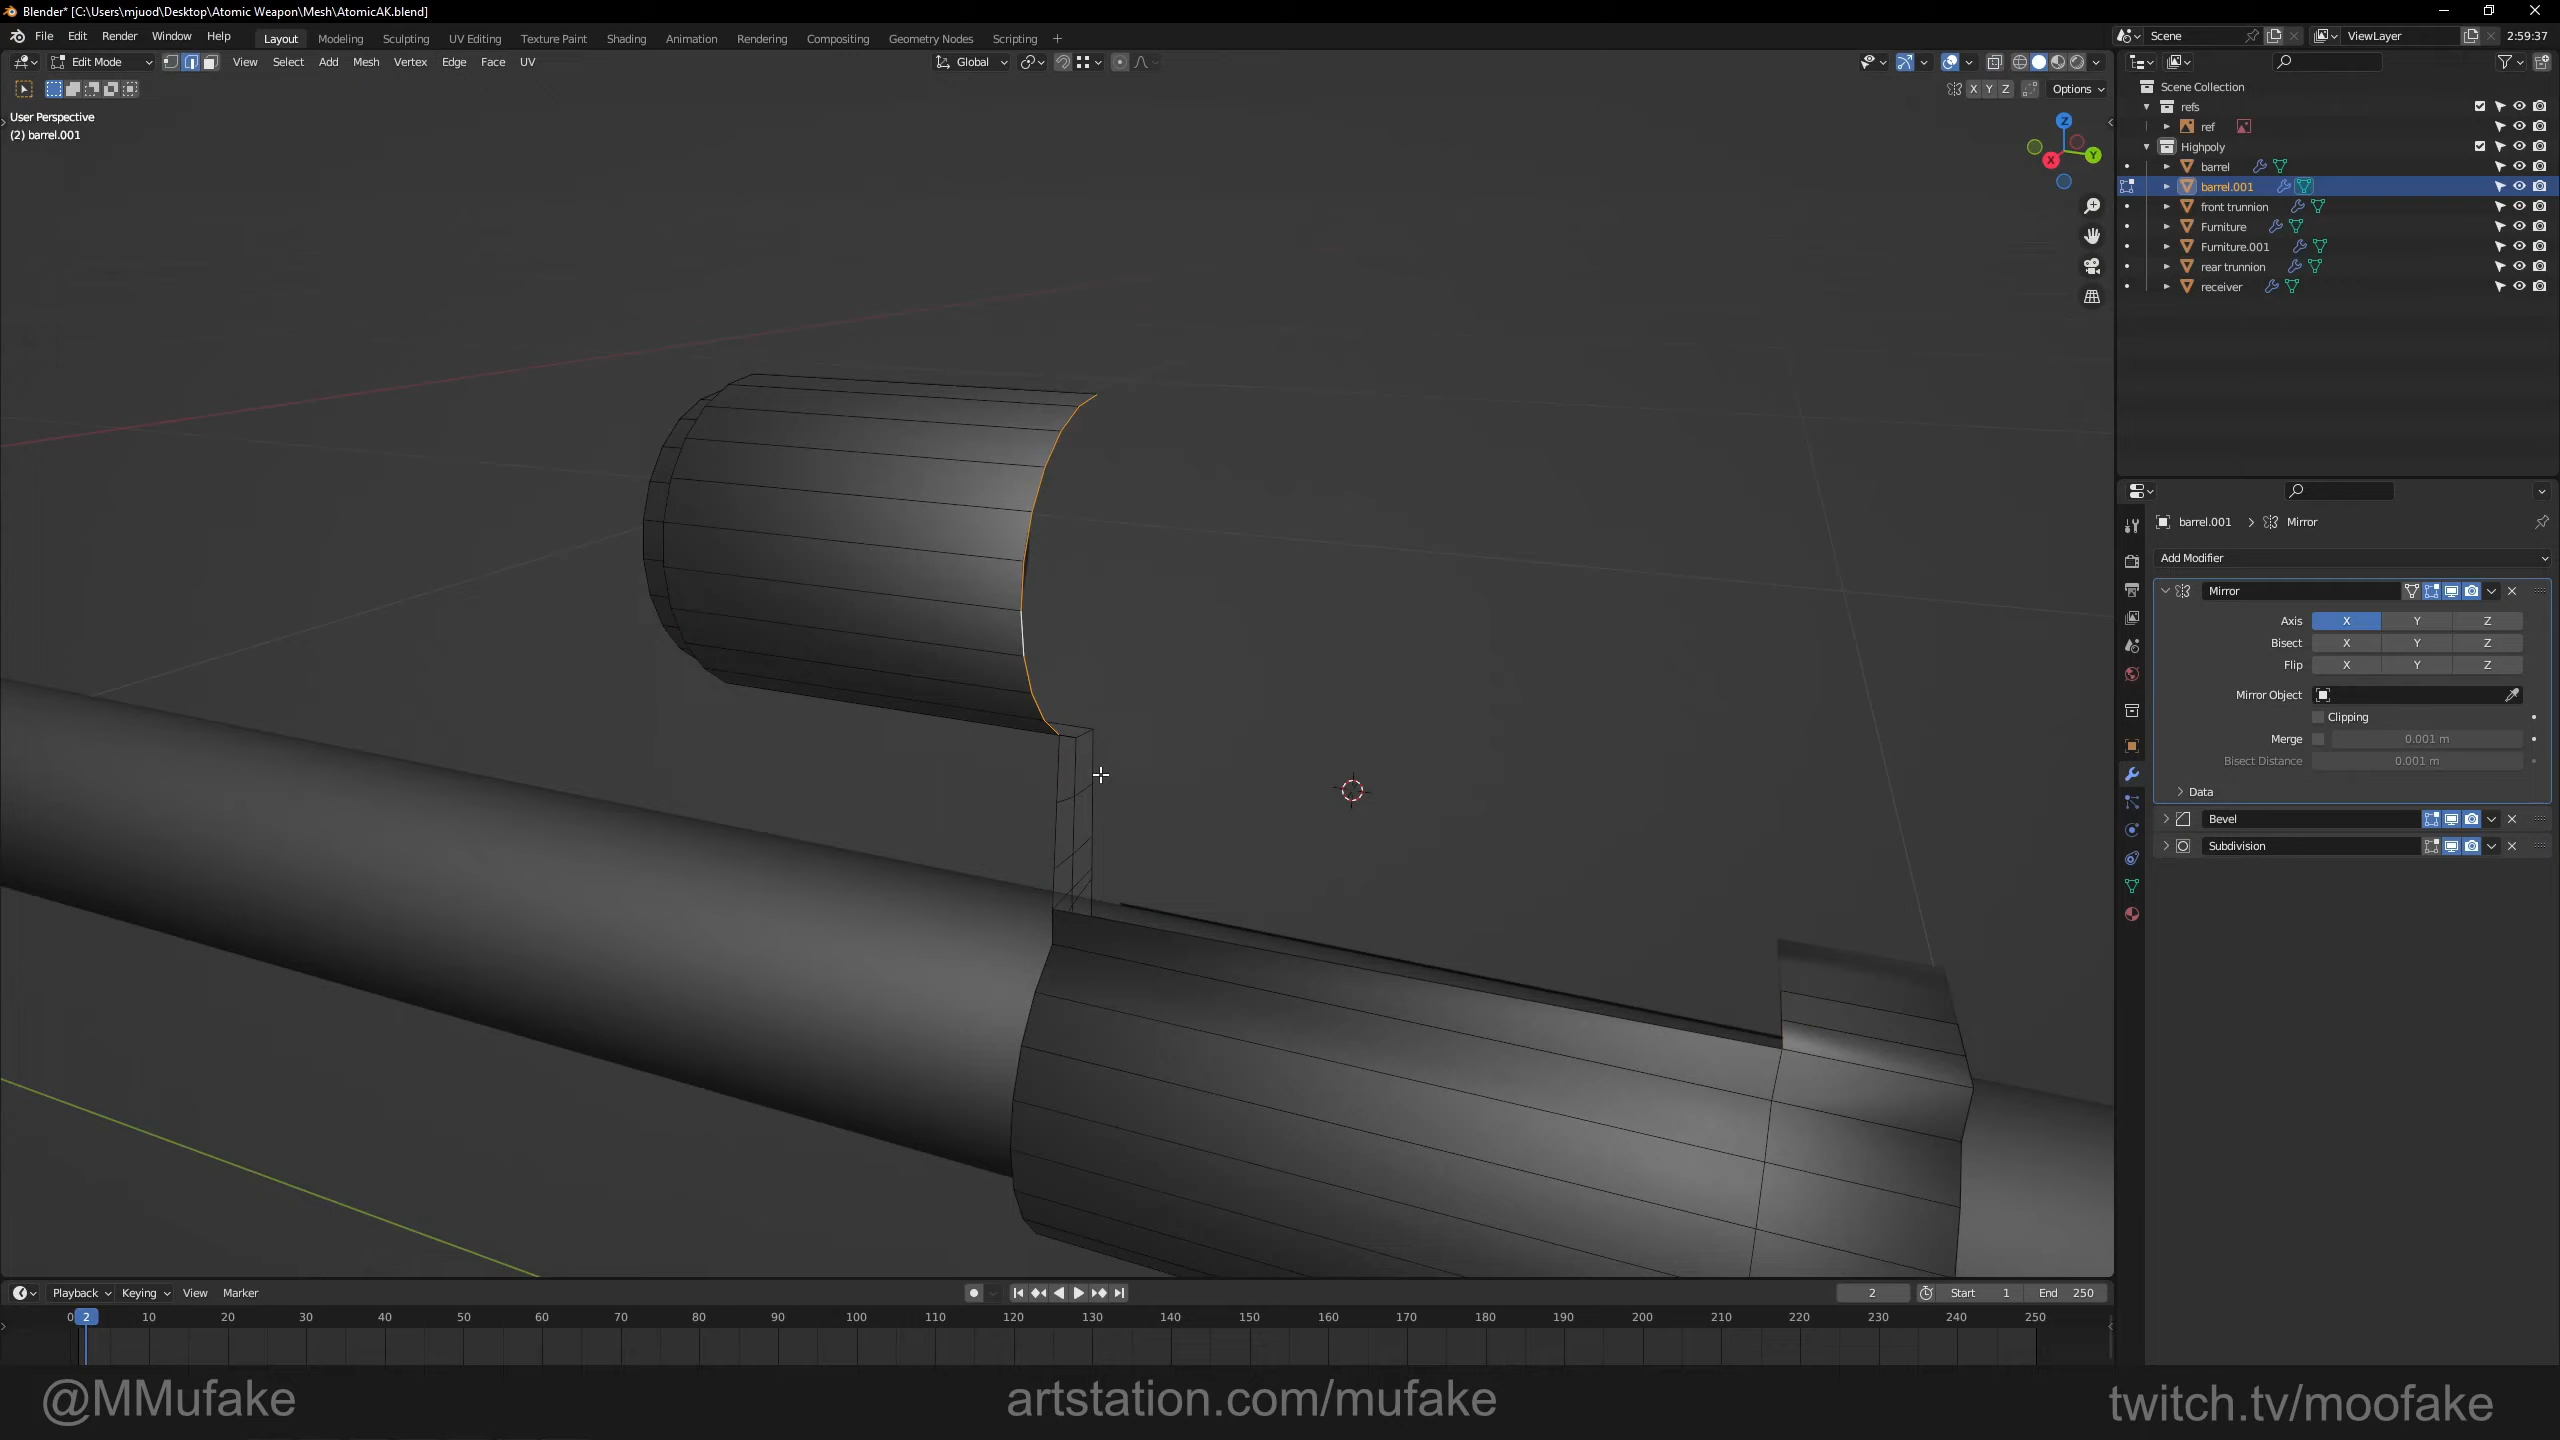 Blender* [C:\Users\mjuod\Desktop\Atomic Weapon\Mesh\AtomicAK.blend]
File Edit Render Window Help Layout Modeling Sculpting UV Editing Texture Paint Shading Animation Rendering Compositing Geometry Nodes Scripting + Scene ViewLayer 2:59:37
Edit Mode View Select Add Mesh Vertex Edge Face UV Global
X Y Z Options
User Perspective
(2) barrel.001
Z
X
Y
Scene Collection
refs
ref
Highpoly
barrel
barrel.001
front trunnion
Furniture
Furniture.001
rear trunnion
receiver
barrel.001 > Mirror
Add Modifier
Mirror
Axis X Y Z
Bisect X Y Z
Flip X Y Z
Mirror Object
Clipping
Merge 0.001 m
Bisect Distance 0.001 m
Data
Bevel
Subdivision
Playback Keying View Marker 2 Start 1 End 250
0 2 10 20 30 40 50 60 70 80 90 100 110 120 130 140 150 160 170 180 190 200 210 220 230 240 250
@MMufake artstation.com/mufake twitch.tv/moofake